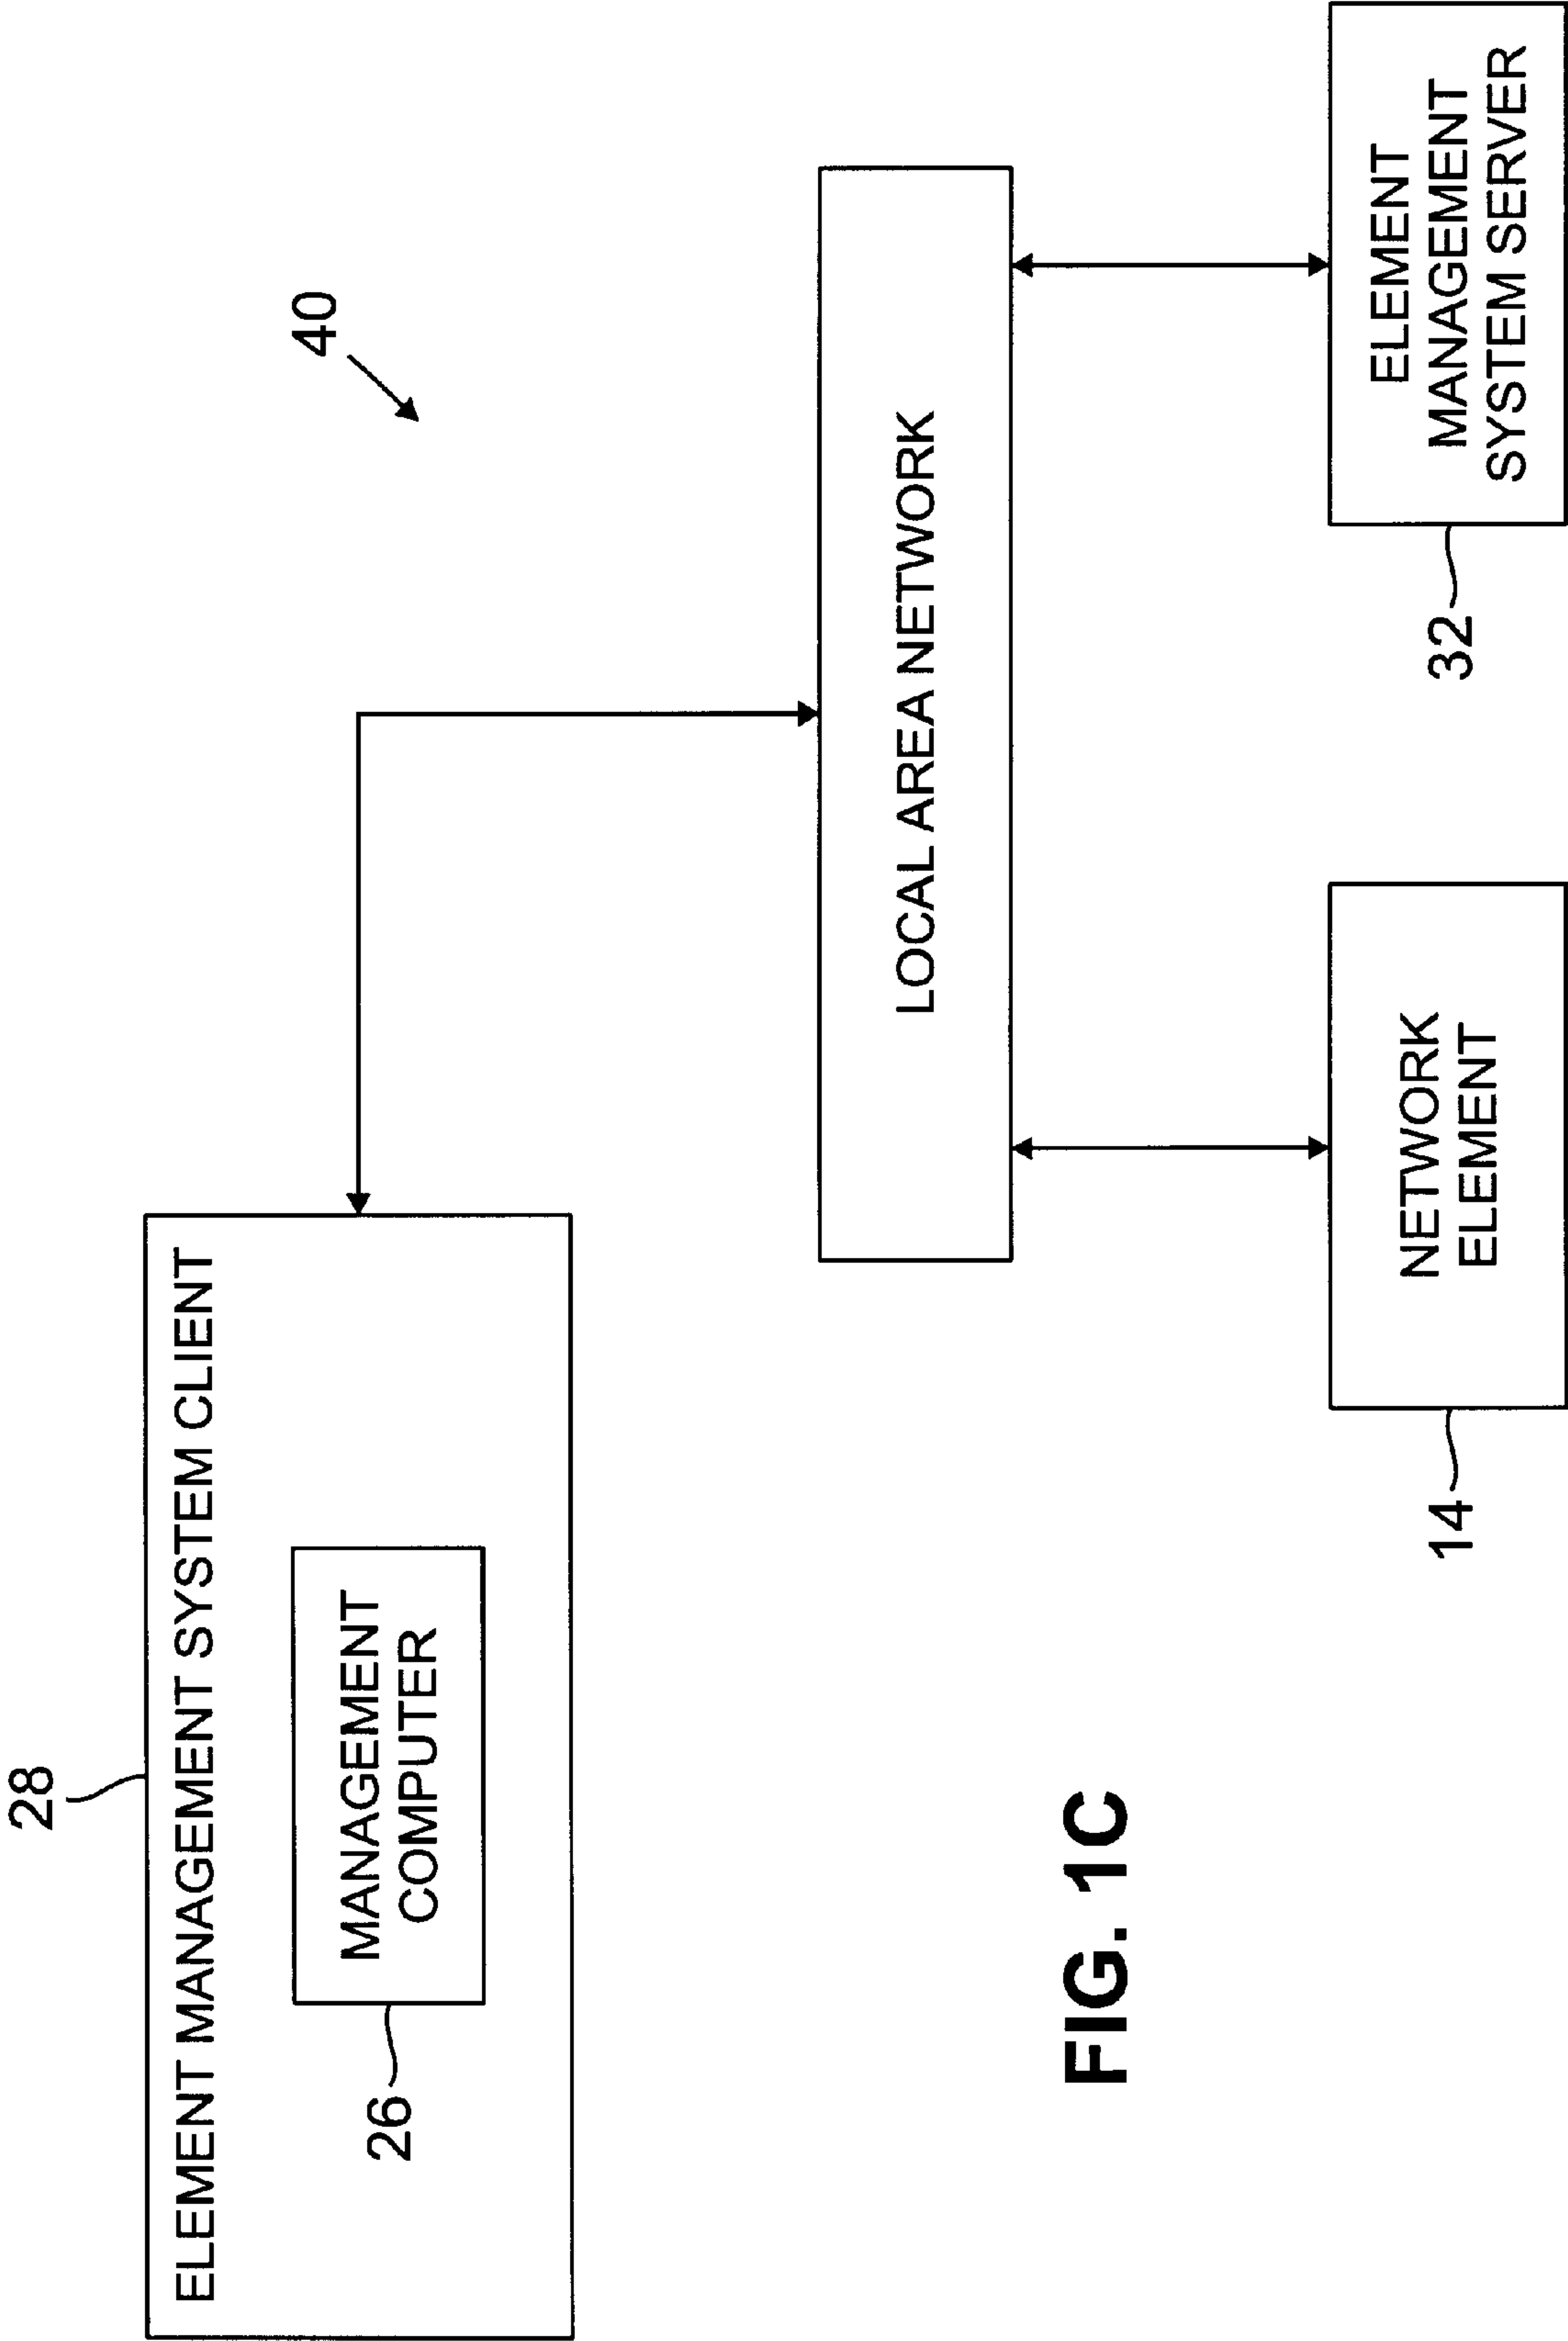 28
ELEMENT MANAGEMENT SYSTEM CLIENT
26
MANAGEMENT
COMPUTER
40
LOCAL AREA NETWORK
14
NETWORK
ELEMENT
32
ELEMENT
MANAGEMENT
SYSTEM SERVER
FIG. 1C